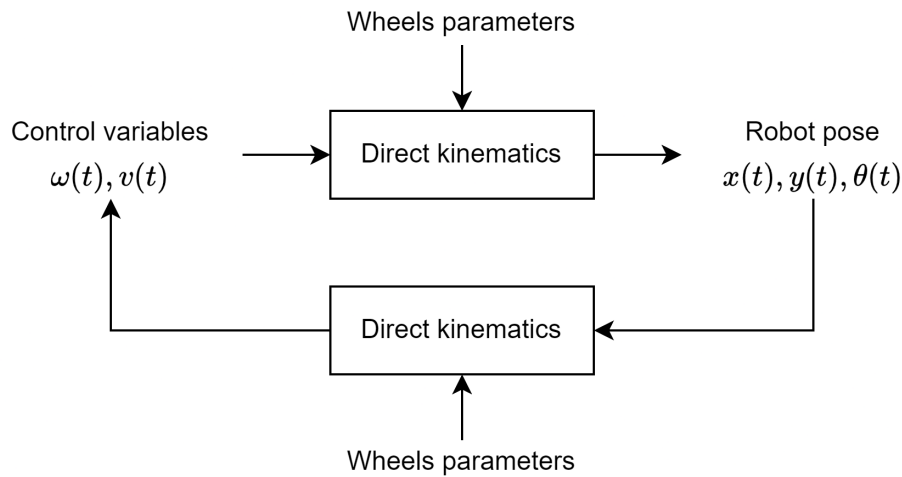 Wheels parameters
Control variables
ω(t), v(t)
Direct kinematics
Robot pose
x(t), y(t), θ(t)
Direct kinematics
Wheels parameters